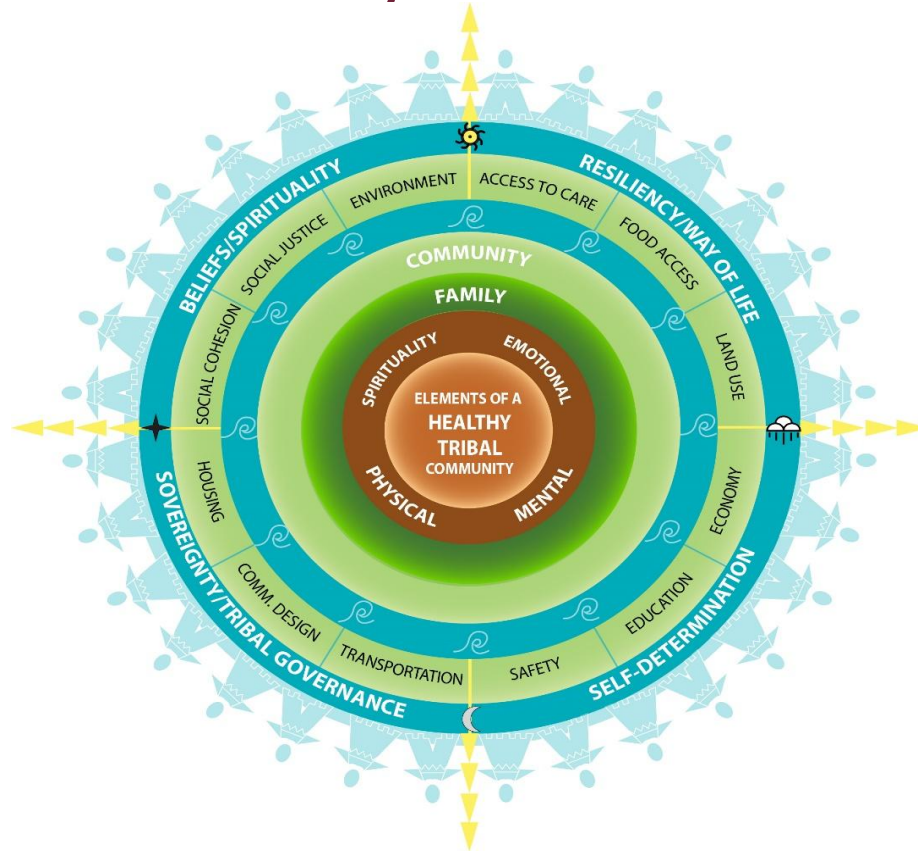 BELIEFS/SPIRITUALITY
RESILIENCY/WAY OF LIFE
SELF-DETERMINATION
SOVEREIGNTY/TRIBAL GOVERNANCE
ENVIRONMENT
ACCESS TO CARE
FOOD ACCESS
LAND USE
ECONOMY
EDUCATION
SAFETY
TRANSPORTATION
COMM. DESIGN
HOUSING
SOCIAL COHESION
SOCIAL JUSTICE
COMMUNITY
FAMILY
SPIRITUALITY
EMOTIONAL
MENTAL
PHYSICAL
ELEMENTS OF A
HEALTHY
TRIBAL
COMMUNITY